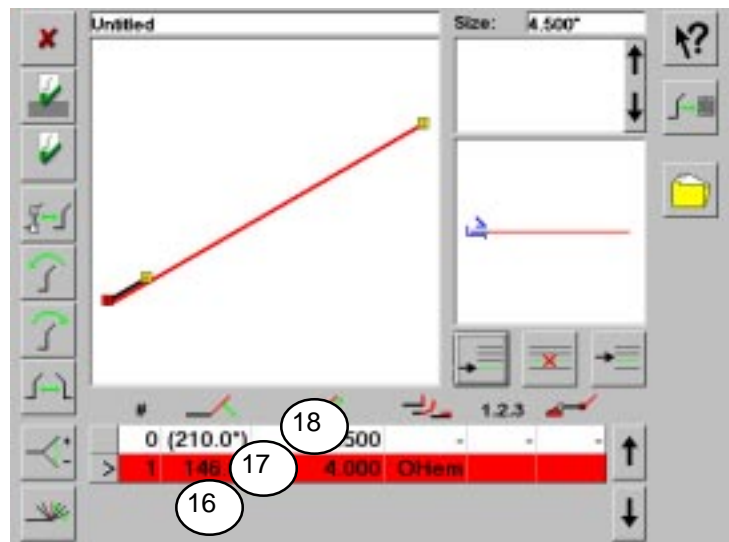 Untitled Size: 4.500"
?
# 1.2.3
18
0 (210.0°) 500 - - -
17
> 1 146 4.000 OHem
16